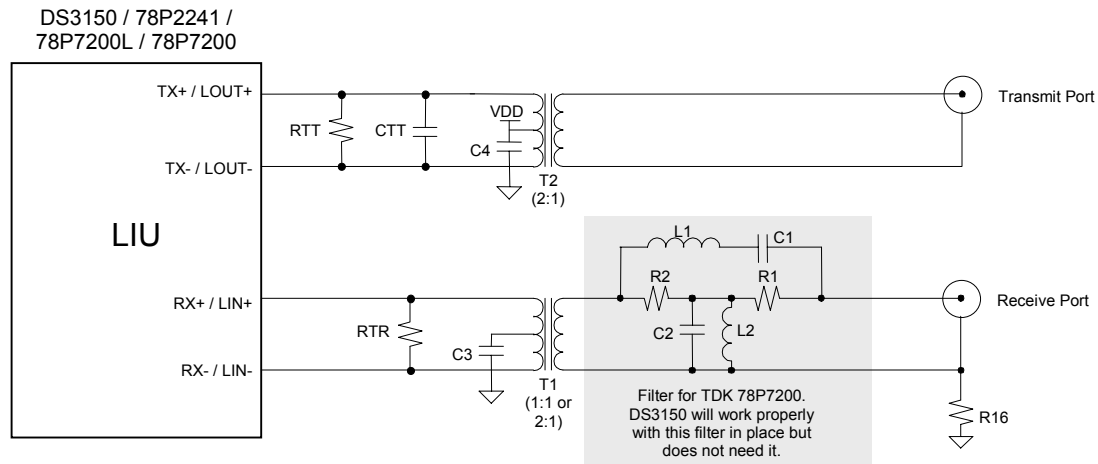 DS3150 / 78P2241 /
78P7200L / 78P7200
TX+ / LOUT+
RTT
CTT
VDD
C4
TX- / LOUT-
T2
(2:1)
Transmit Port
LIU
L1
C1
R2
R1
RX+ / LIN+
Receive Port
RTR
C3
C2
L2
RX- / LIN-
T1
(1:1 or
2:1)
Filter for TDK 78P7200.
DS3150 will work properly
with this filter in place but
does not need it.
R16